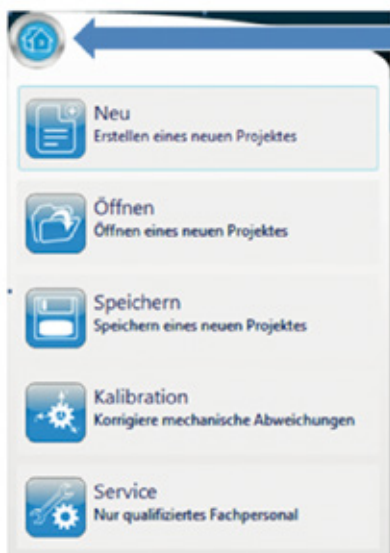 Neu
Erstellen eines neuen Projektes
Öffnen
Öffnen eines neuen Projektes
Speichern
Speichern eines neuen Projektes
Kalibration
Korrigiere mechanische Abweichungen
Service
Nur qualifiziertes Fachpersonal